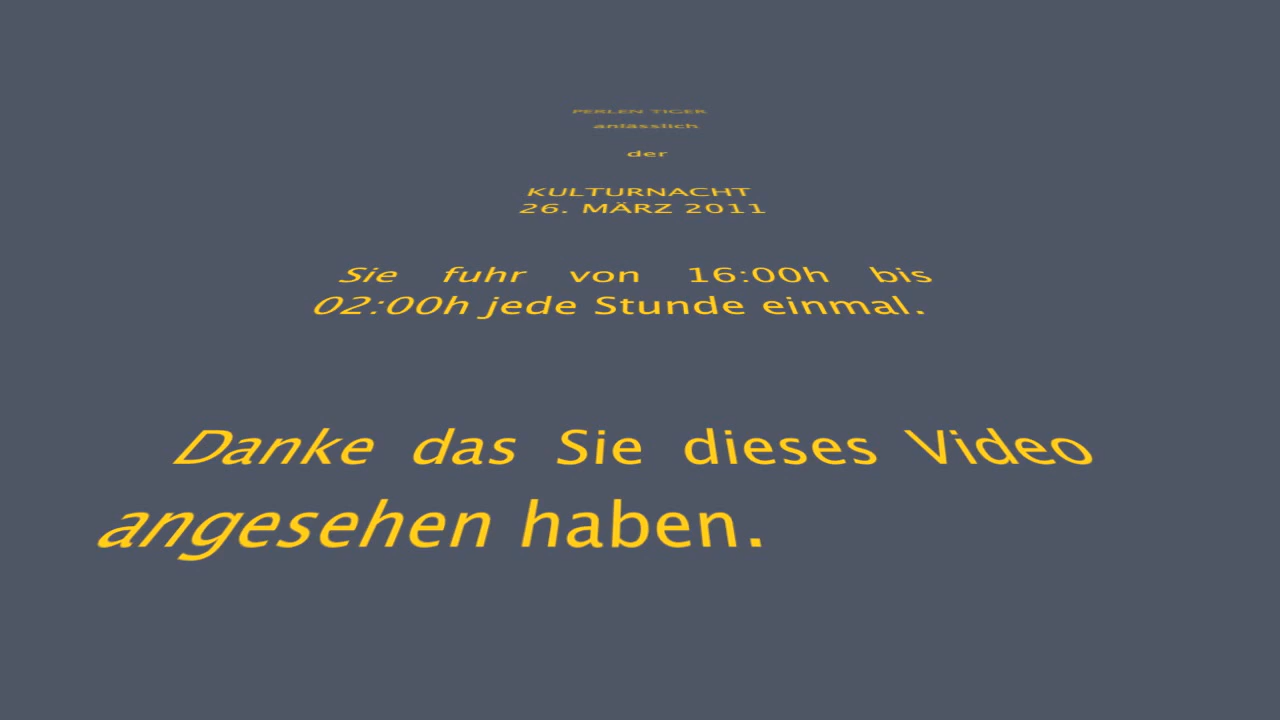 PERLEN TIGER
anlässlich
der
KULTURNACHT
26. MÄRZ 2011
Sie fuhr von 16:00h bis
02:00h jede Stunde einmal.
Danke das Sie dieses Video
angesehen haben.